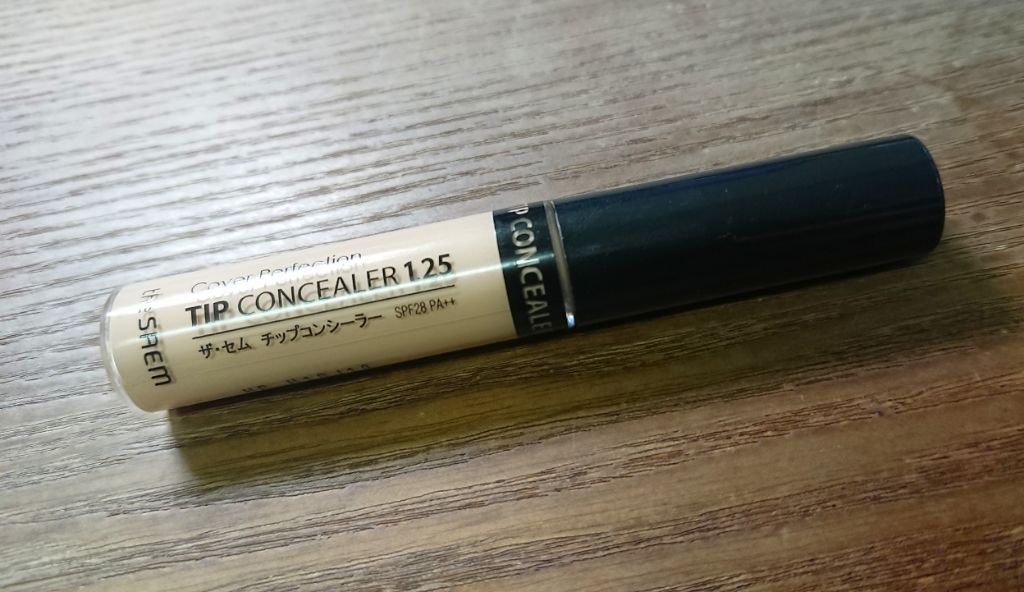 the SAEM
Cover Perfection
TIP CONCEALER 1.25
ザ・セム チップコンシーラー SPF28 PA++
TIP CONCEALE